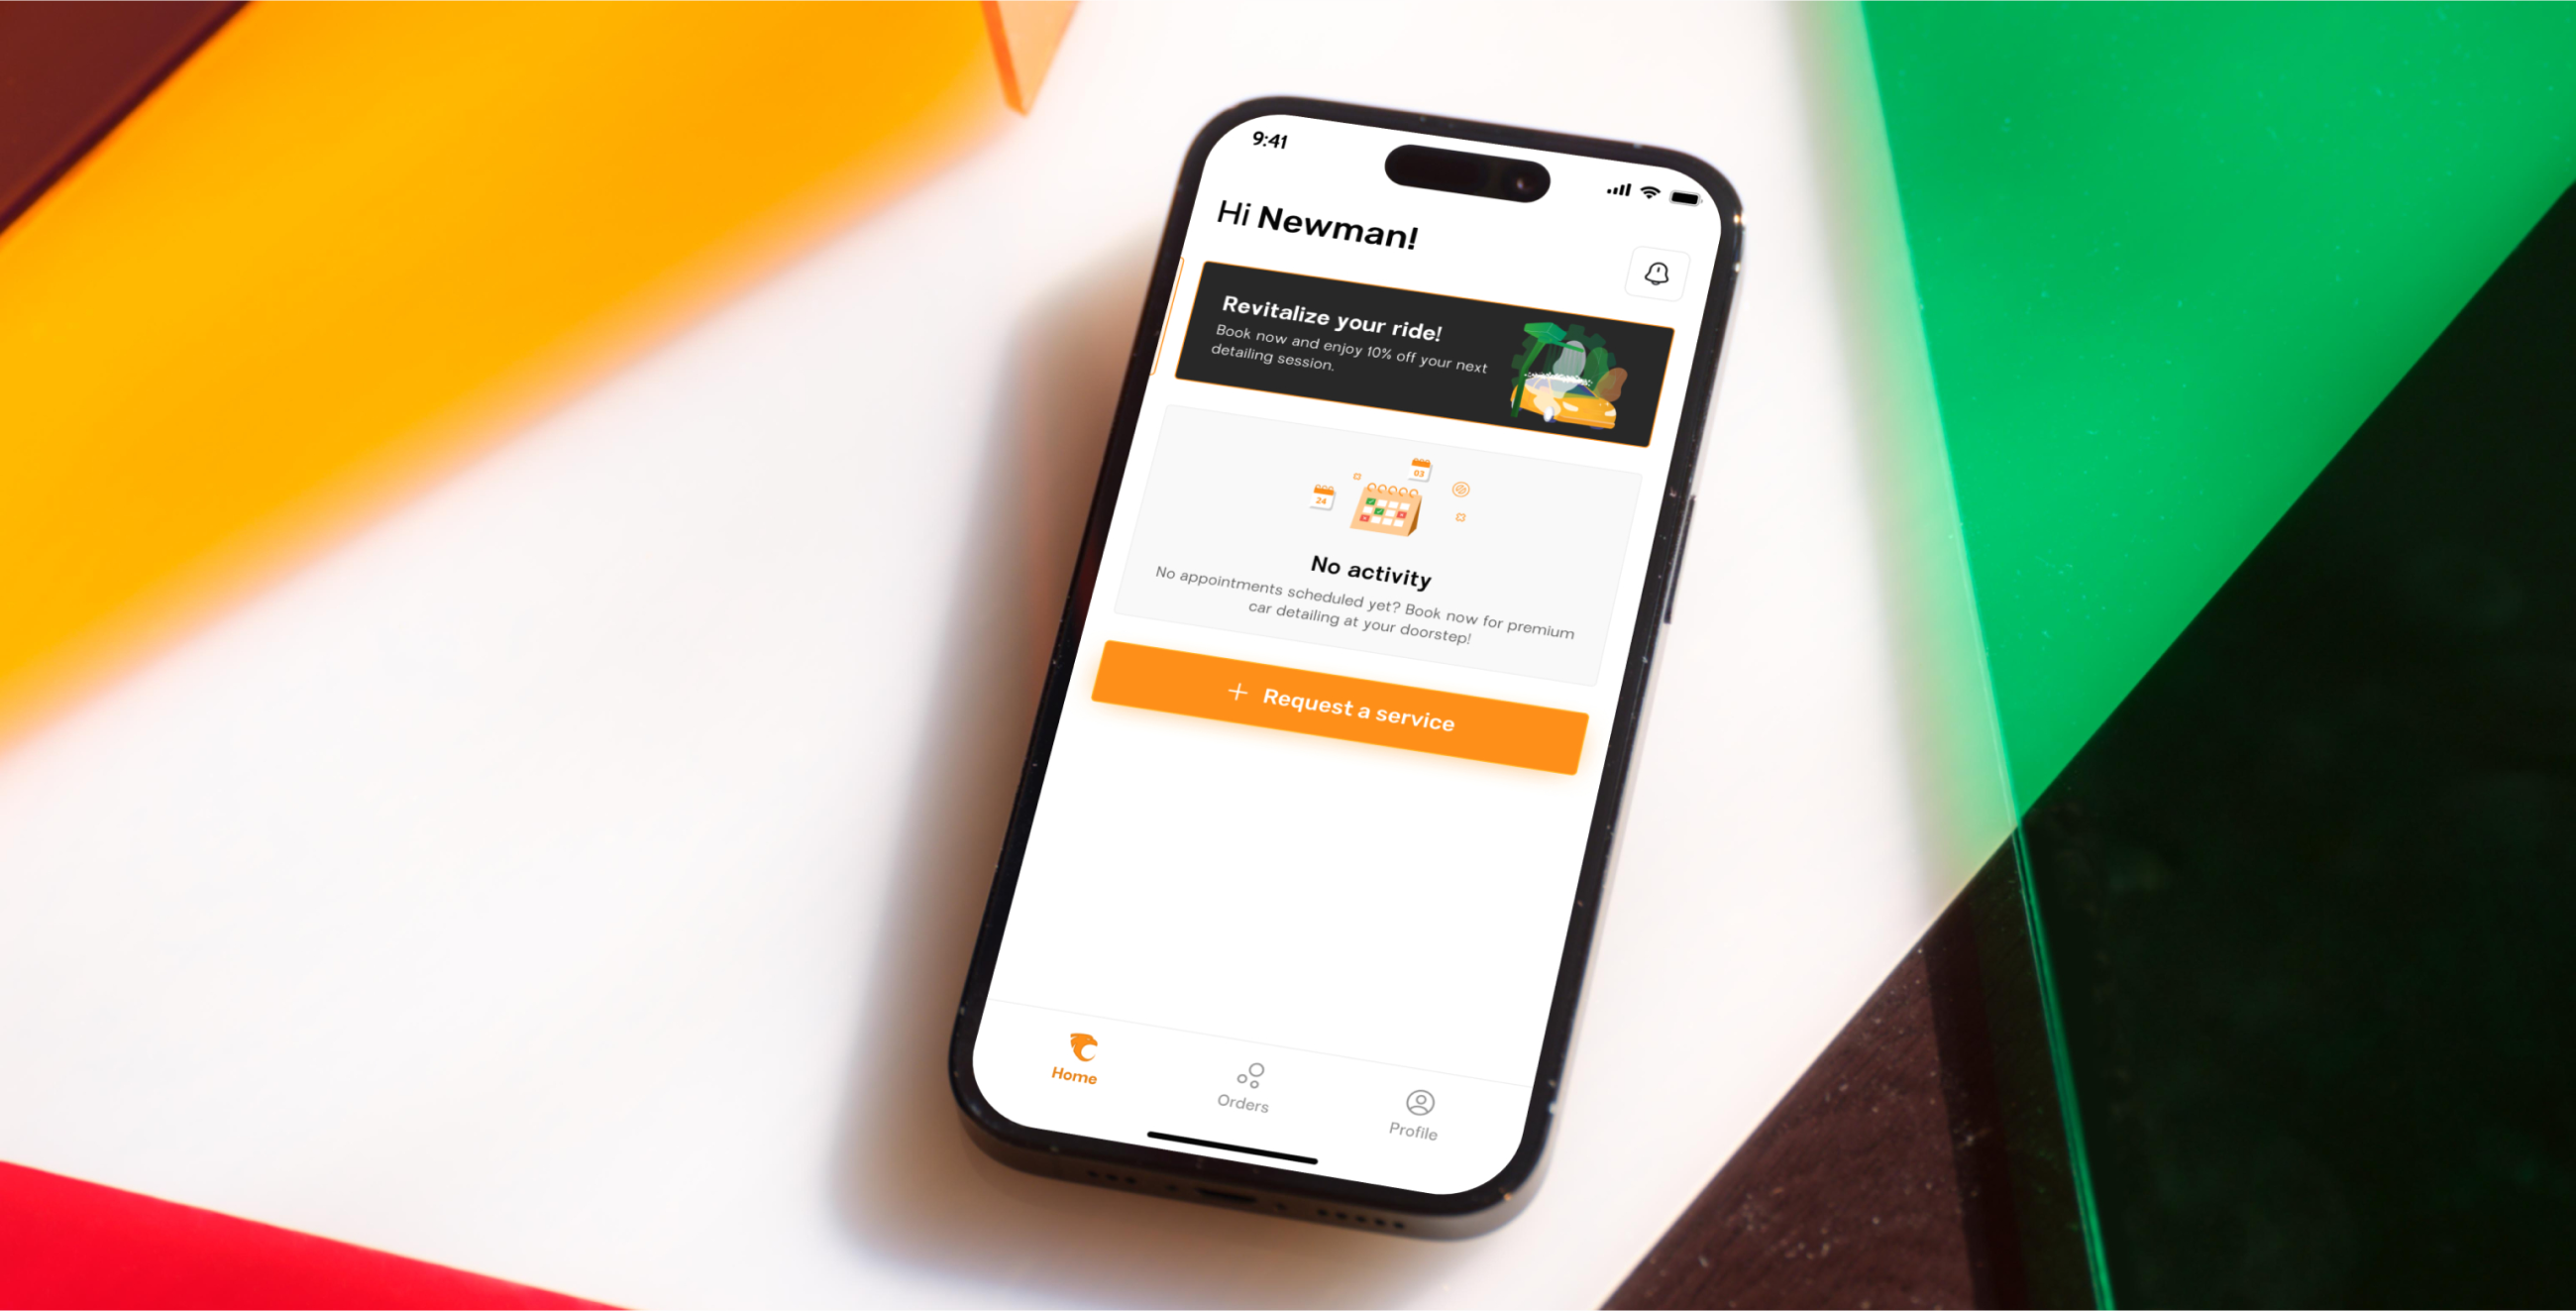 9:41
Hi Newman!
Revitalize your ride!
Book now and enjoy 10% off your next
detailing session.
03
24
No activity
No appointments scheduled yet? Book now for premium
car detailing at your doorstep!
+ Request a service
Home
Orders
Profile